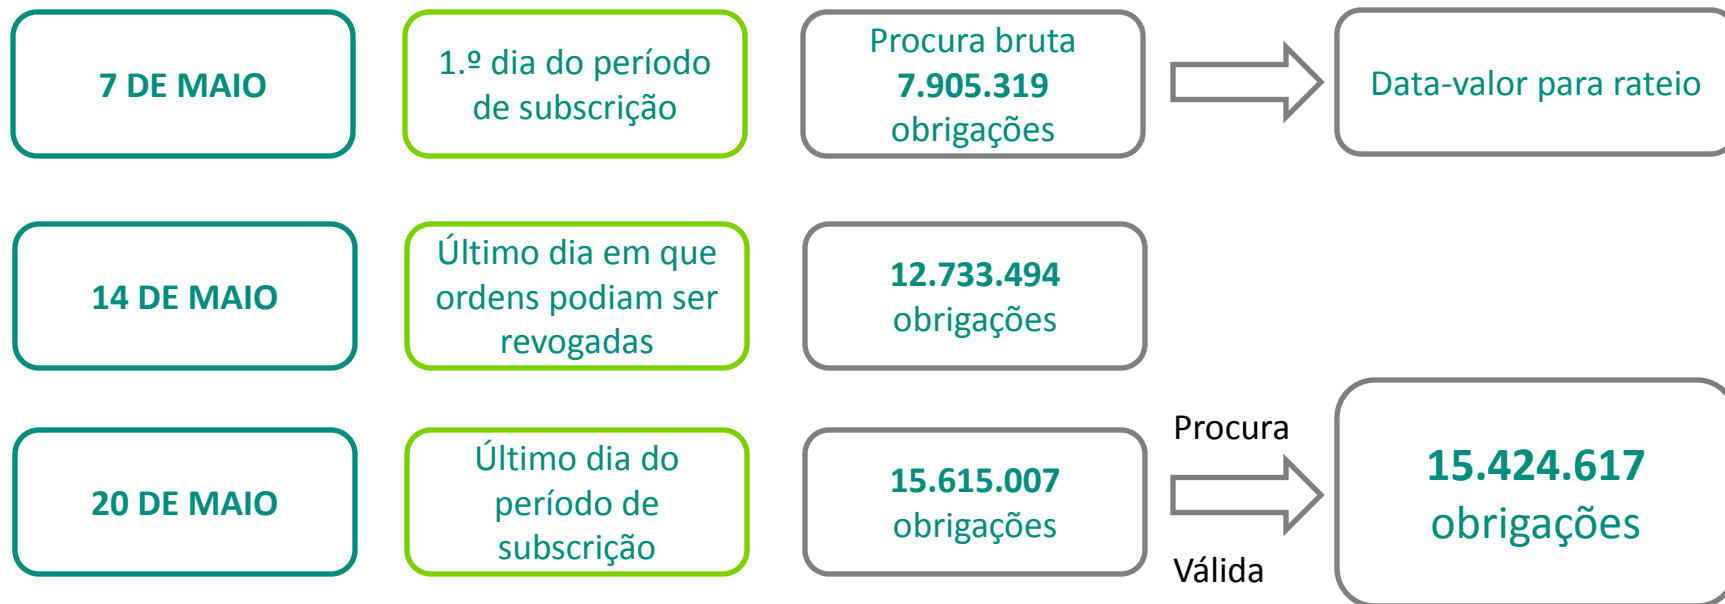 7 DE MAIO
1.º dia do período
de subscrição
Procura bruta
7.905.319
obrigações
Data-valor para rateio
14 DE MAIO
Último dia em que
ordens podiam ser
revogadas
12.733.494
obrigações
20 DE MAIO
Último dia do
período de
subscrição
15.615.007
obrigações
Procura
Válida
15.424.617
obrigações